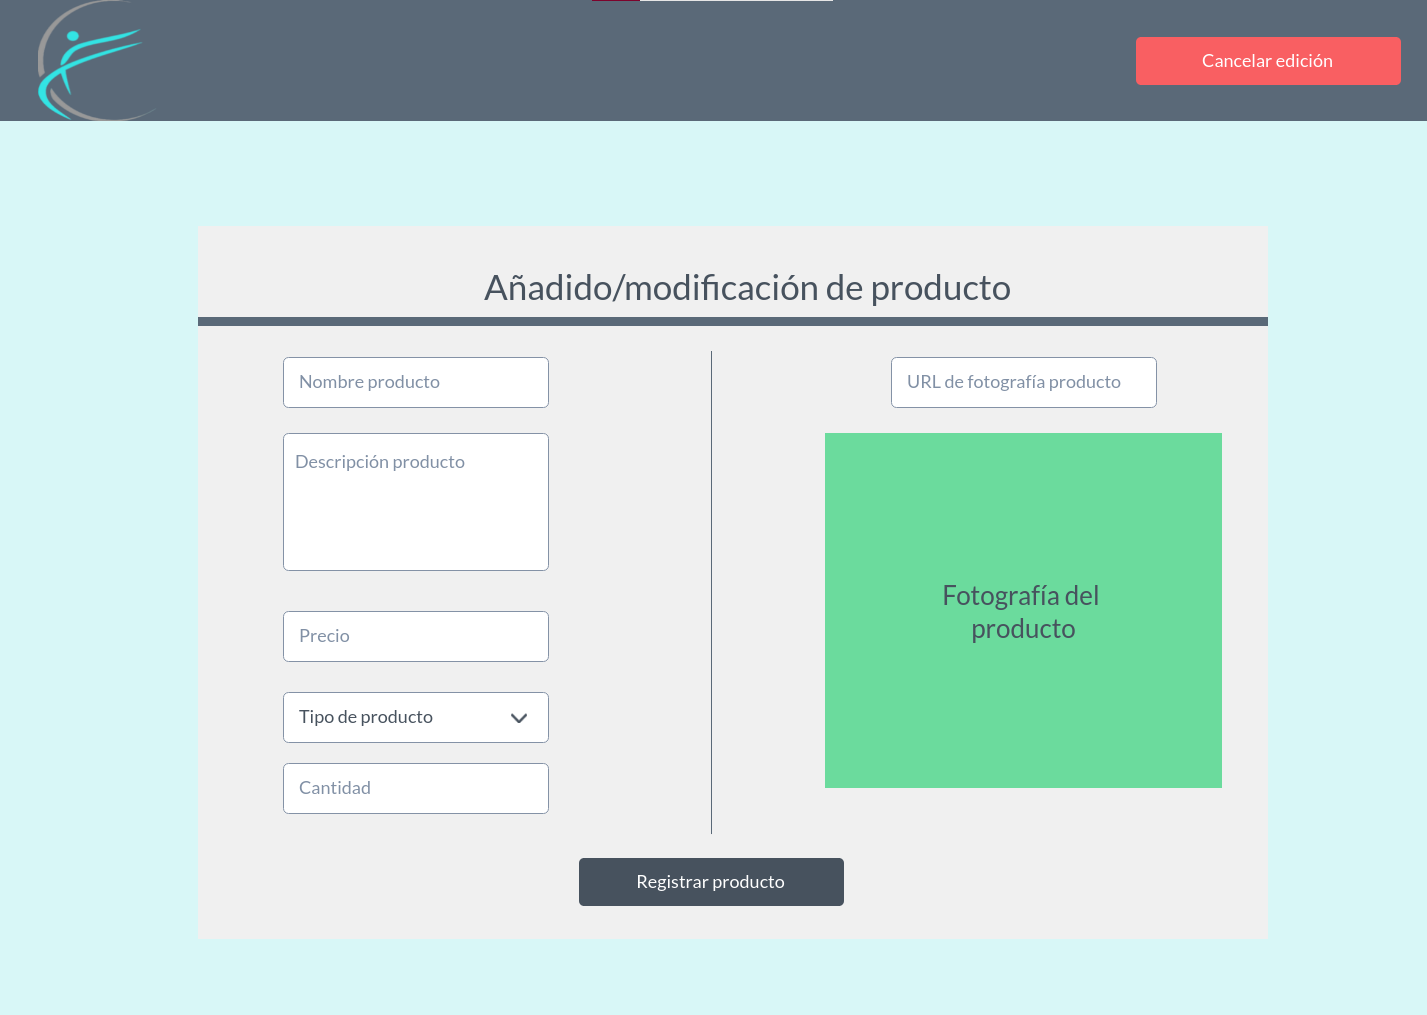 Cancelar edición
Añadido/modificación de producto
Nombre producto
Descripción producto
Precio
Tipo de producto
Cantidad
URL de fotografía producto
Fotografía del
producto
Registrar producto